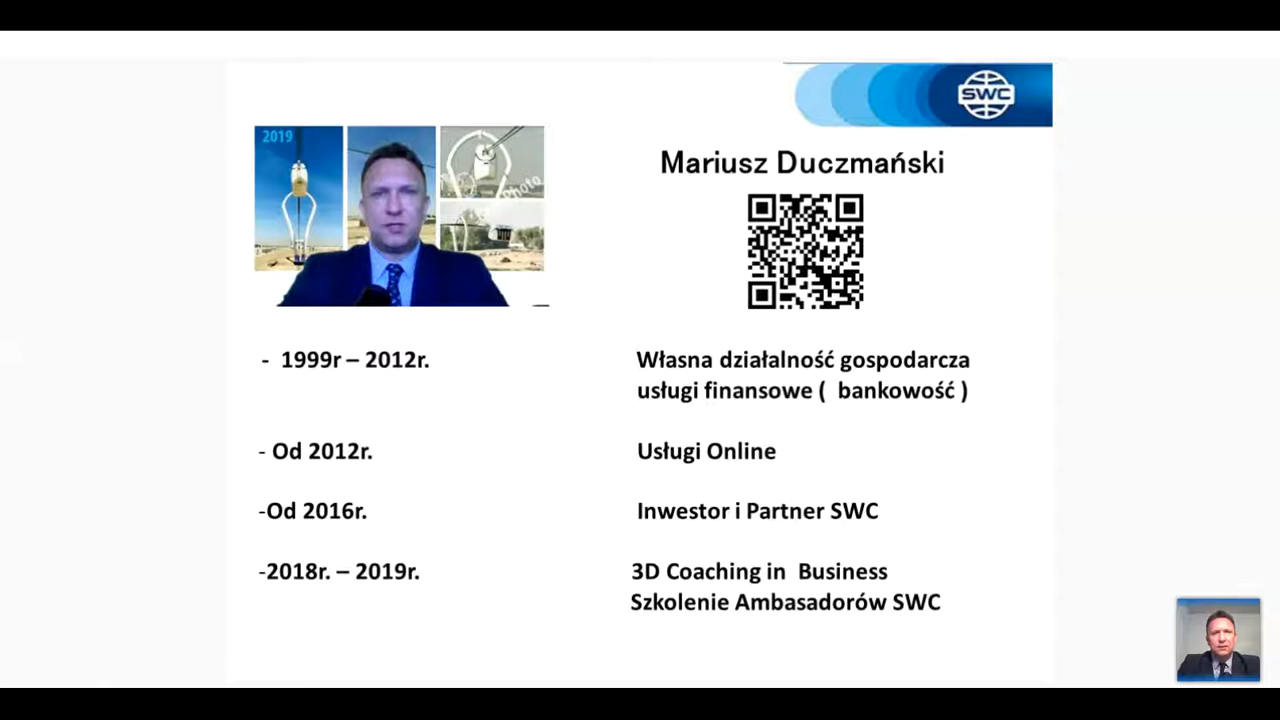 SWC
2019
Photo
Mariusz Duczmański
- 1999r – 2012r.
Własna działalność gospodarcza
usługi finansowe ( bankowość )
- Od 2012r.
Usługi Online
-Od 2016r.
Inwestor i Partner SWC
-2018r. – 2019r.
3D Coaching in Business
Szkolenie Ambasadorów SWC